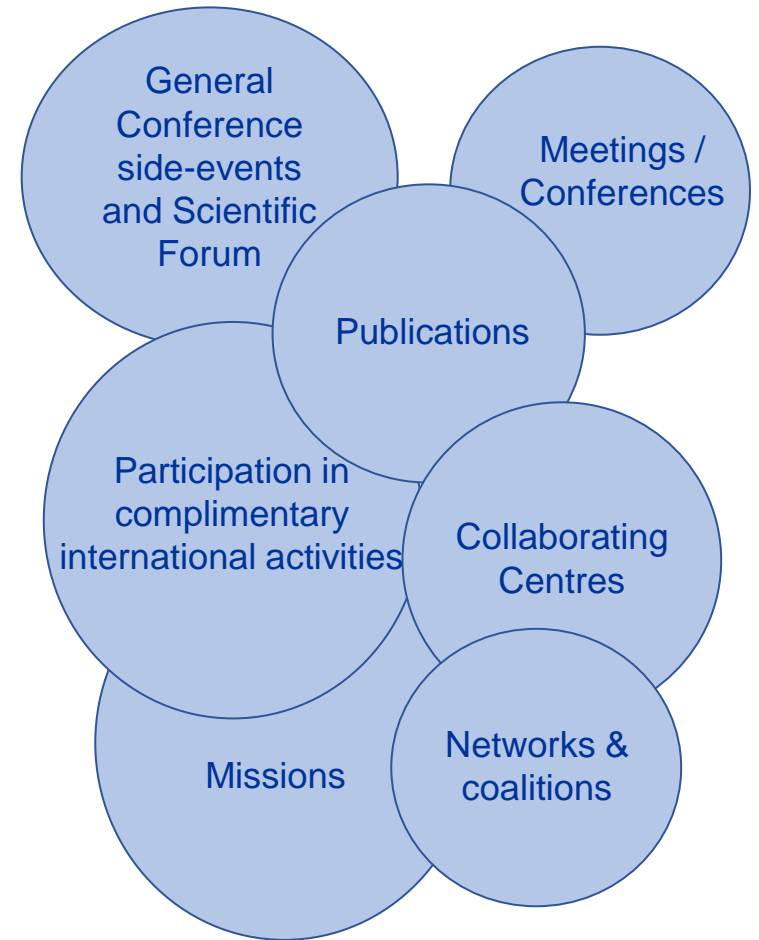 General
Conference
side-events
and Scientific
Forum
Meetings /
Conferences
Publications
Participation in
complimentary
international activities
Collaborating
Centres
Networks &
coalitions
Missions